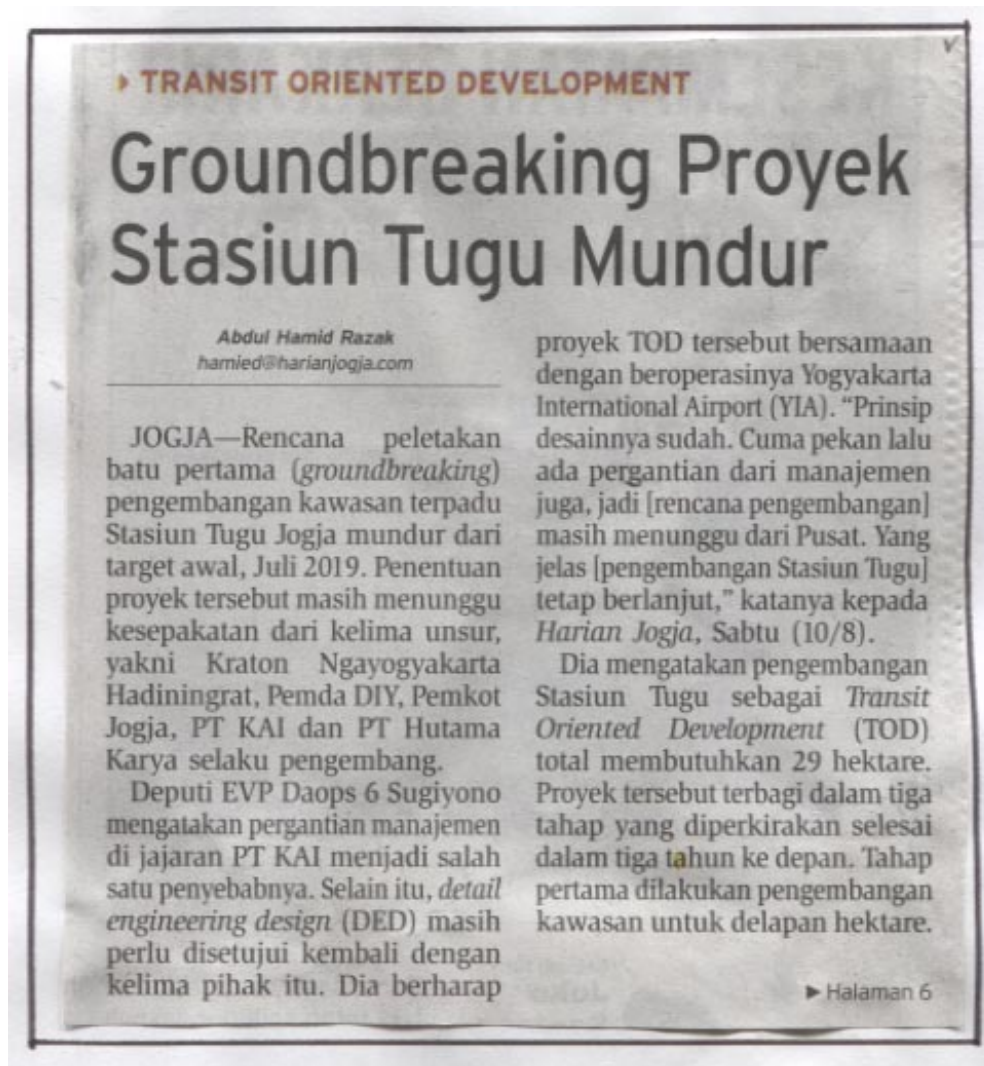 TRANSIT ORIENTED DEVELOPMENT
Groundbreaking Proyek
Stasiun Tugu Mundur
Abdul Hamid Razak
hamied@harianjogja.com
JOGJA—Rencana peletakan
batu pertama (groundbreaking)
pengembangan kawasan terpadu
Stasiun Tugu Jogja mundur dari
target awal, Juli 2019. Penentuan
proyek tersebut masih menunggu
kesepakatan dari kelima unsur,
yakni Kraton Ngayogyakarta
Hadiningrat, Pemda DIY, Pemkot
Jogja, PT KAI dan PT Hutama
Karya selaku pengembang.
Deputi EVP Daops 6 Sugiyono
mengatakan pergantian manajemen
di jajaran PT KAI menjadi salah
satu penyebabnya. Selain itu, detail
engineering design (DED) masih
perlu disetujui kembali dengan
kelima pihak itu. Dia berharap
proyek TOD tersebut bersamaan
dengan beroperasinya Yogyakarta
International Airport (YIA). “Prinsip
desainnya sudah. Cuma pekan lalu
ada pergantian dari manajemen
juga, jadi [rencana pengembangan]
masih menunggu dari Pusat. Yang
jelas [pengembangan Stasiun Tugu]
tetap berlanjut,” katanya kepada
Harian Jogja, Sabtu (10/8).
Dia mengatakan pengembangan
Stasiun Tugu sebagai Transit
Oriented Development (TOD)
total membutuhkan 29 hektare.
Proyek tersebut terbagi dalam tiga
tahap yang diperkirakan selesai
dalam tiga tahun ke depan. Tahap
pertama dilakukan pengembangan
kawasan untuk delapan hektare.
Halaman 6